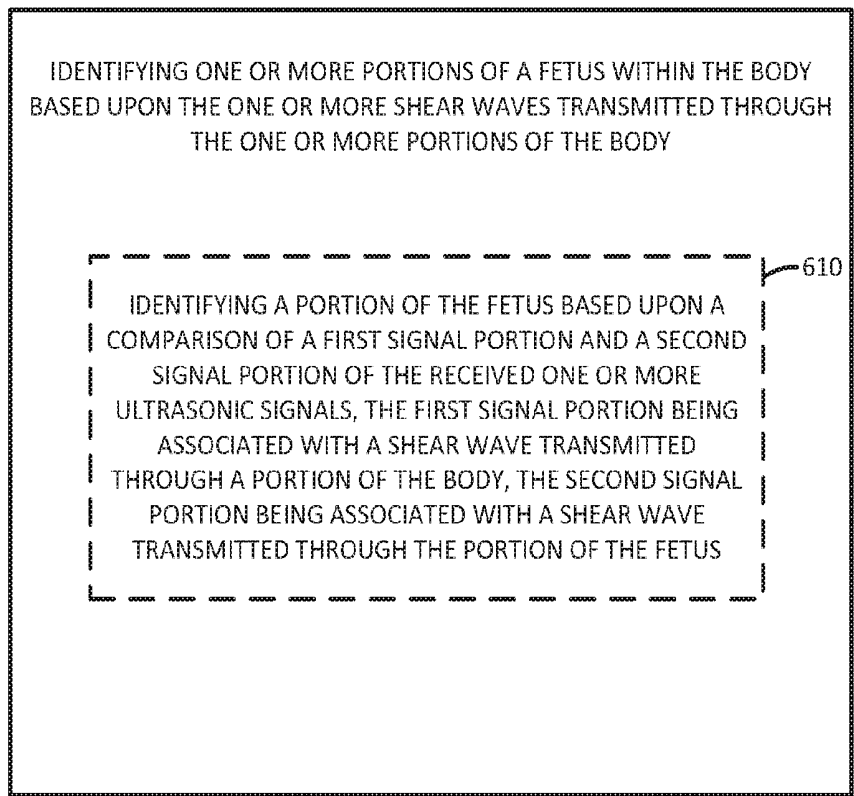 IDENTIFYING ONE OR MORE PORTIONS OF A FETUS WITHIN THE BODY
BASED UPON THE ONE OR MORE SHEAR WAVES TRANSMITTED THROUGH
THE ONE OR MORE PORTIONS OF THE BODY
610
IDENTIFYING A PORTION OF THE FETUS BASED UPON A
COMPARISON OF A FIRST SIGNAL PORTION AND A SECOND
SIGNAL PORTION OF THE RECEIVED ONE OR MORE
ULTRASONIC SIGNALS, THE FIRST SIGNAL PORTION BEING
ASSOCIATED WITH A SHEAR WAVE TRANSMITTED
THROUGH A PORTION OF THE BODY, THE SECOND SIGNAL
PORTION BEING ASSOCIATED WITH A SHEAR WAVE
TRANSMITTED THROUGH THE PORTION OF THE FETUS